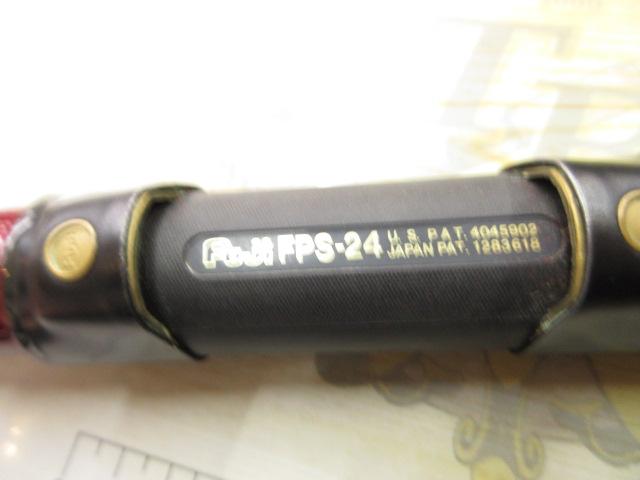 Fuji FPS-24 U.S. PAT. 4045902
JAPAN PAT. 1283618